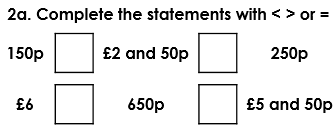 2a. Complete the statements with < > or =
150p £2 and 50p 250p
£6 650p £5 and 50p